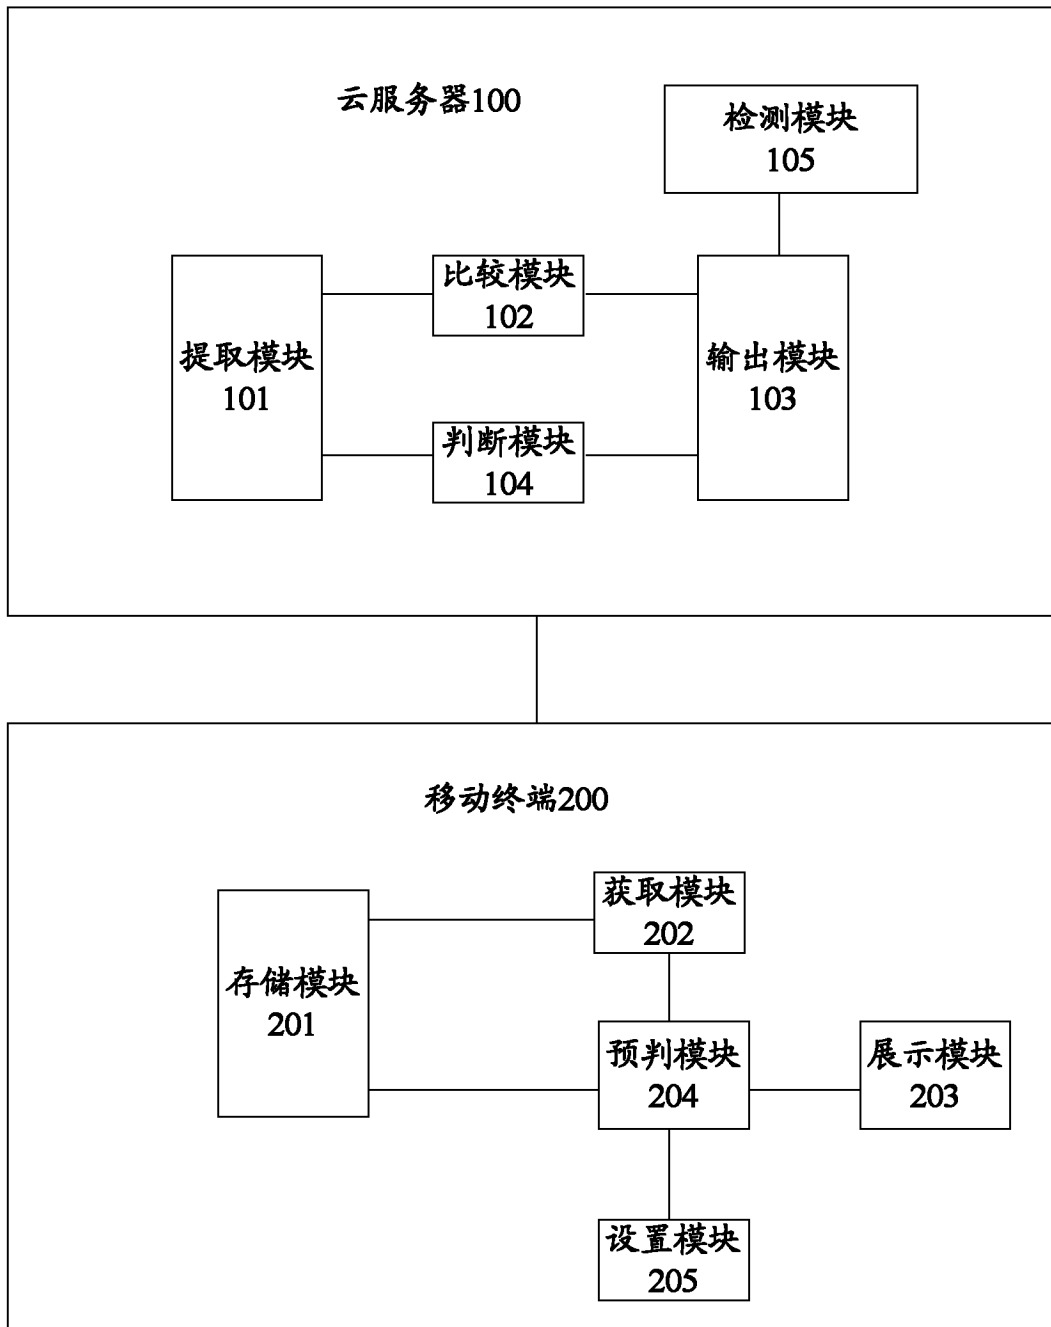 云服务器100
检测模块
105
比较模块
102
提取模块
101
输出模块
103
判断模块
104
移动终端200
获取模块
202
存储模块
201
预判模块
204
展示模块
203
设置模块
205